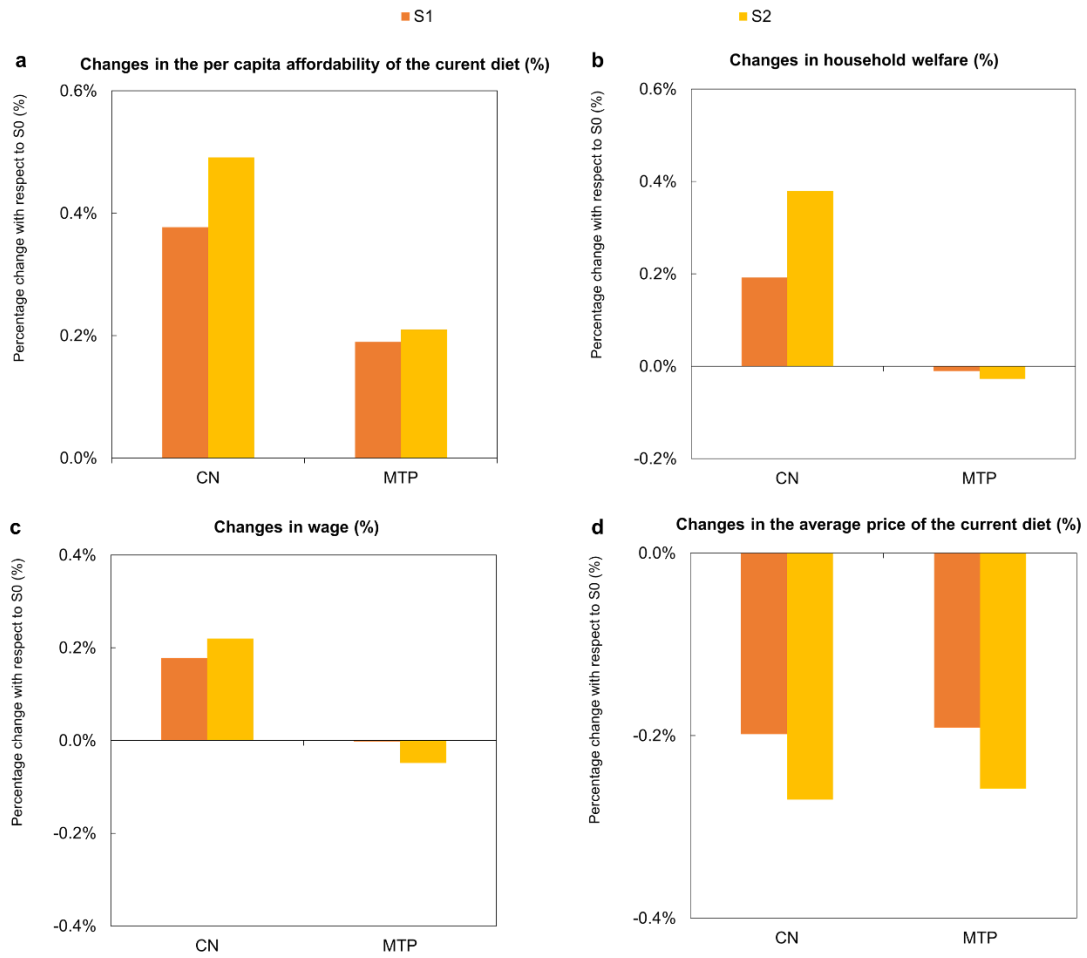 S1
S2
a
Changes in the per capita affordability of the curent diet (%)
Percentage change with respect to S0 (%)
0.6%
0.4%
0.2%
0.0%
CN
MTP
b
Changes in household welfare (%)
Percentage change with respect to S0 (%)
0.6%
0.4%
0.2%
0.0%
-0.2%
CN
MTP
c
Changes in wage (%)
Percentage change with respect to S0 (%)
0.4%
0.2%
0.0%
-0.2%
-0.4%
CN
MTP
d
Changes in the average price of the current diet (%)
Percentage change with respect to S0 (%)
0.0%
-0.2%
-0.4%
CN
MTP